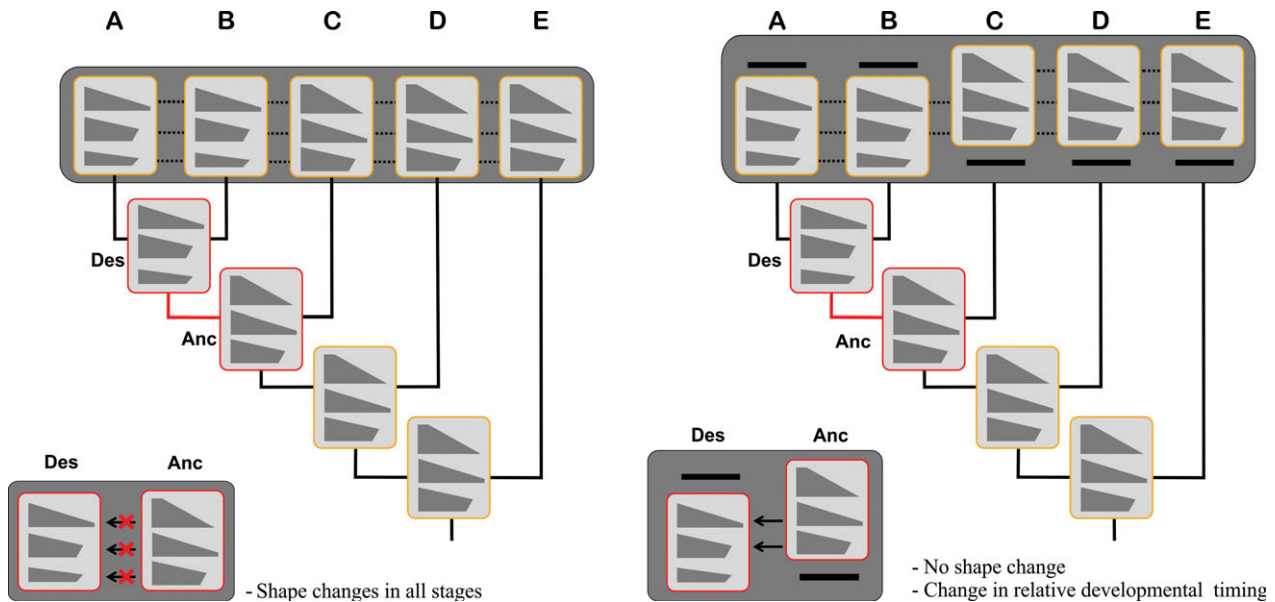 A B C D E
Des
Anc
Des Anc
- Shape changes in all stages
A B C D E
Des
Anc
Des Anc
- No shape change
- Change in relative developmental timing